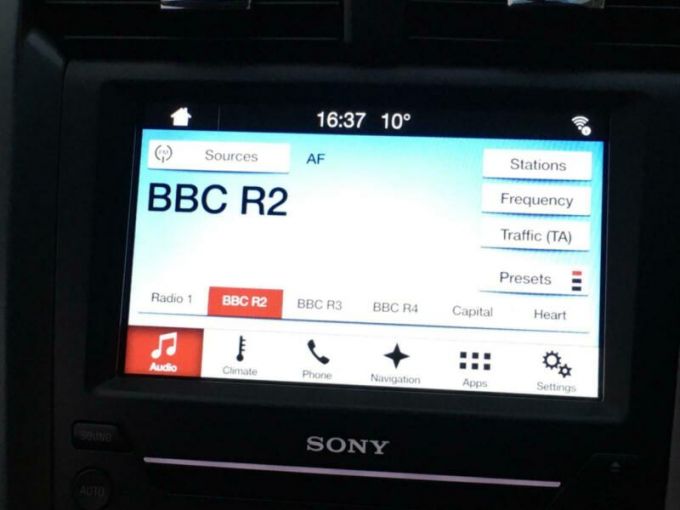 16:37 10°
FM Sources AF Stations
BBC R2
Frequency
Traffic (TA)
Presets
Radio 1 BBC R2 BBC R3 BBC R4 Capital Heart
Audio Climate Phone Navigation Apps Settings
SONY
SOUND
AUTO